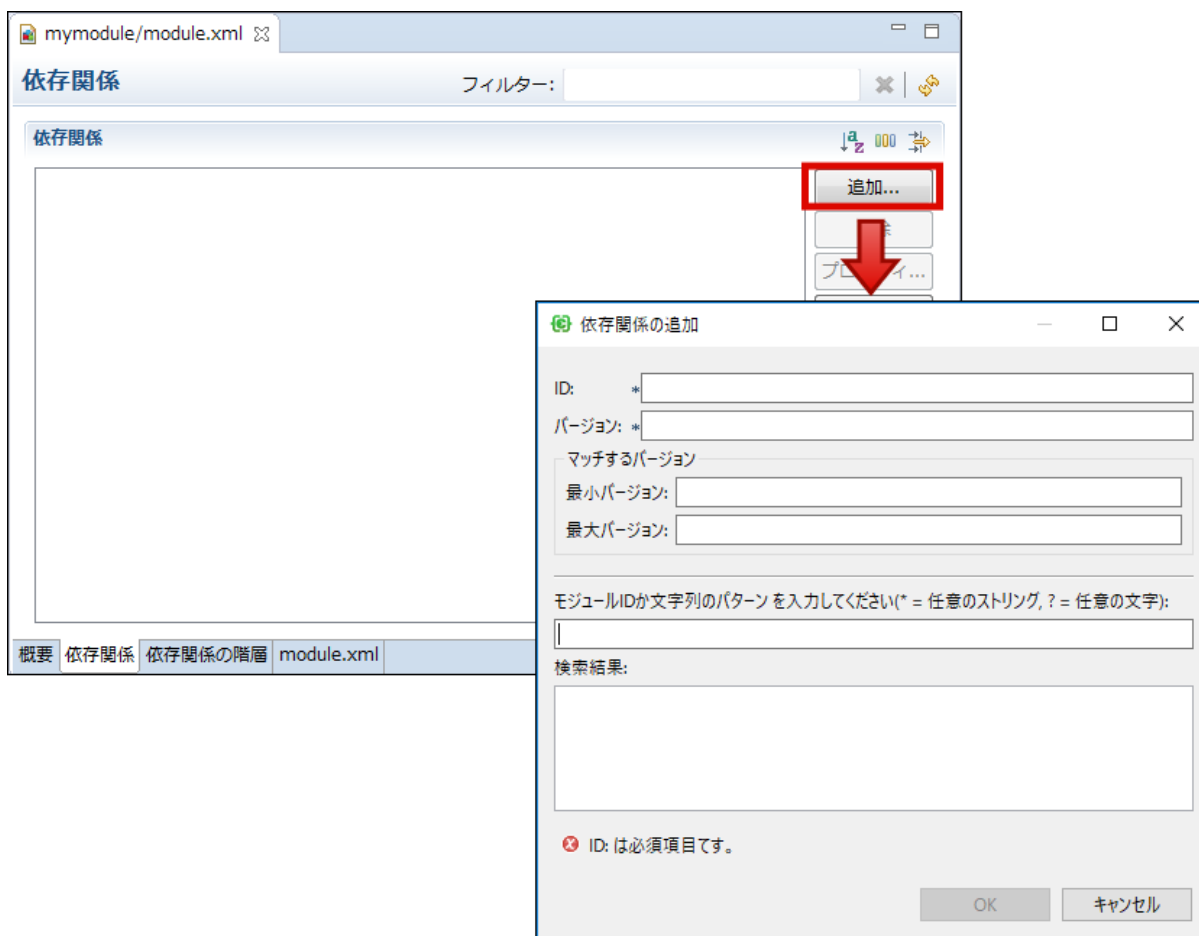 mymodule/module.xml
依存関係
フィルター:
依存関係
追加...
概要
依存関係
依存関係の階層
module.xml
依存関係の追加
ID: *
バージョン: *
マッチするバージョン
最小バージョン:
最大バージョン:
モジュールIDか文字列のパターン を入力してください(* = 任意のストリング, ? = 任意の文字):
検索結果:
ID: は必須項目です。
OK
キャンセル